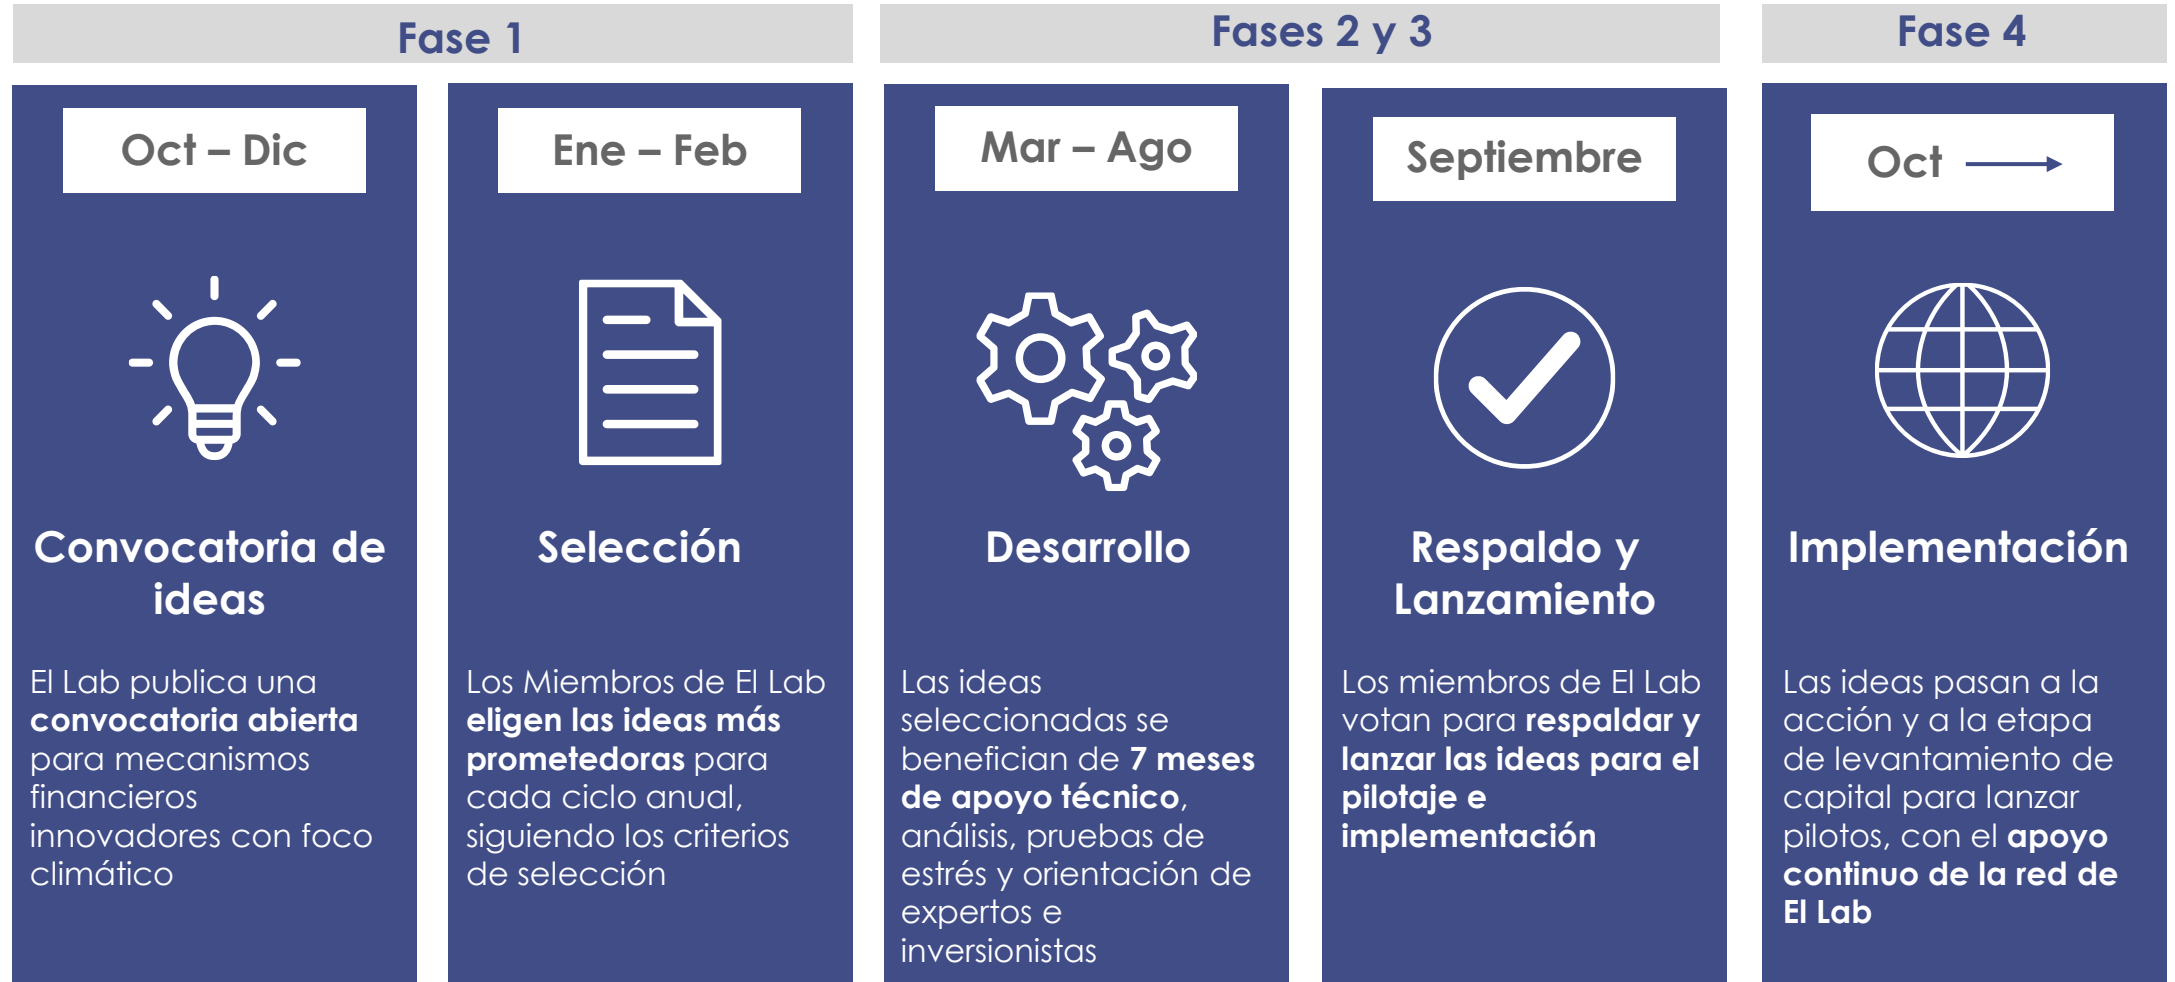 Fase 1
Fases 2 y 3
Fase 4
Oct – Dic
Convocatoria de
ideas
El Lab publica una
convocatoria abierta
para mecanismos
financieros
innovadores con foco
climático
Ene – Feb
Selección
Los Miembros de El Lab
eligen las ideas más
prometedoras para
cada ciclo anual,
siguiendo los criterios
de selección
Mar – Ago
Desarrollo
Las ideas
seleccionadas se
benefician de 7 meses
de apoyo técnico,
análisis, pruebas de
estrés y orientación de
expertos e
inversionistas
Septiembre
Respaldo y
Lanzamiento
Los miembros de El Lab
votan para respaldar y
lanzar las ideas para el
pilotaje e
implementación
Oct
Implementación
Las ideas pasan a la
acción y a la etapa
de levantamiento de
capital para lanzar
pilotos, con el apoyo
continuo de la red de
El Lab